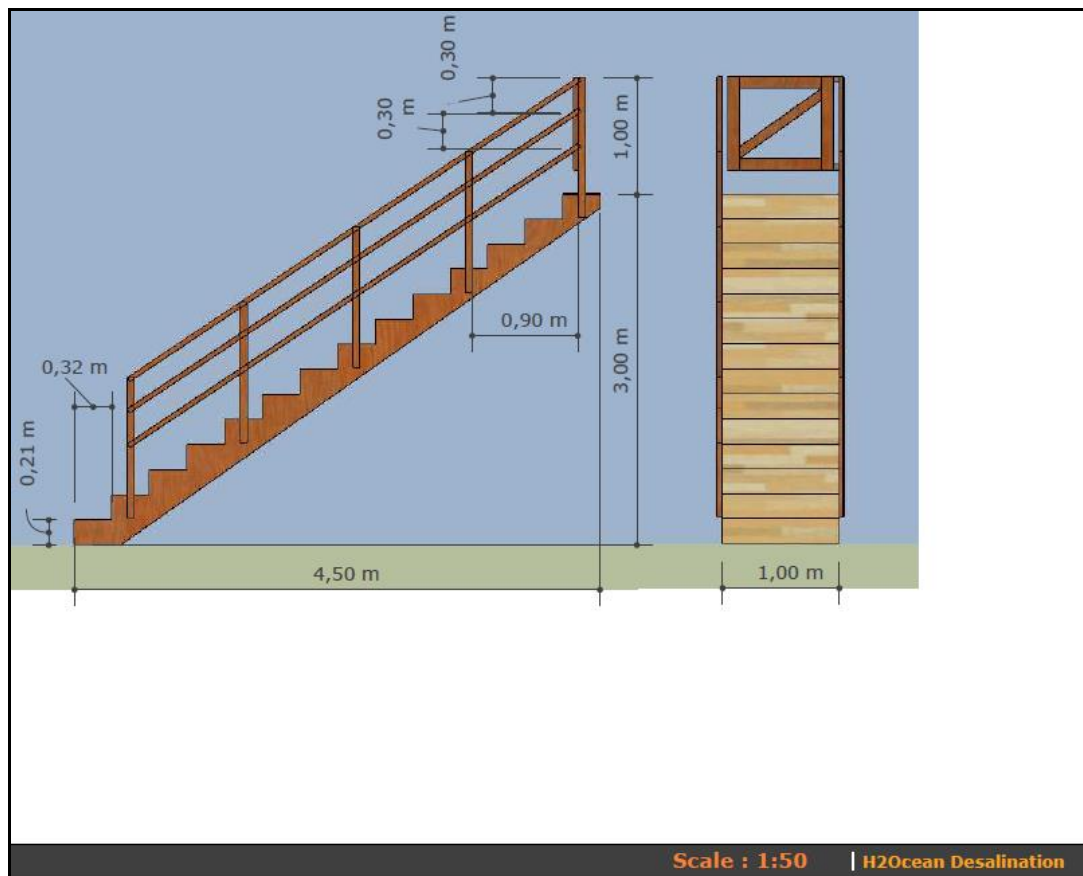 0,30 m
0,30
m
1,00 m
0,90 m
3,00 m
0,32 m
0,21 m
4,50 m
1,00 m
Scale : 1:50
H2Ocean Desalination